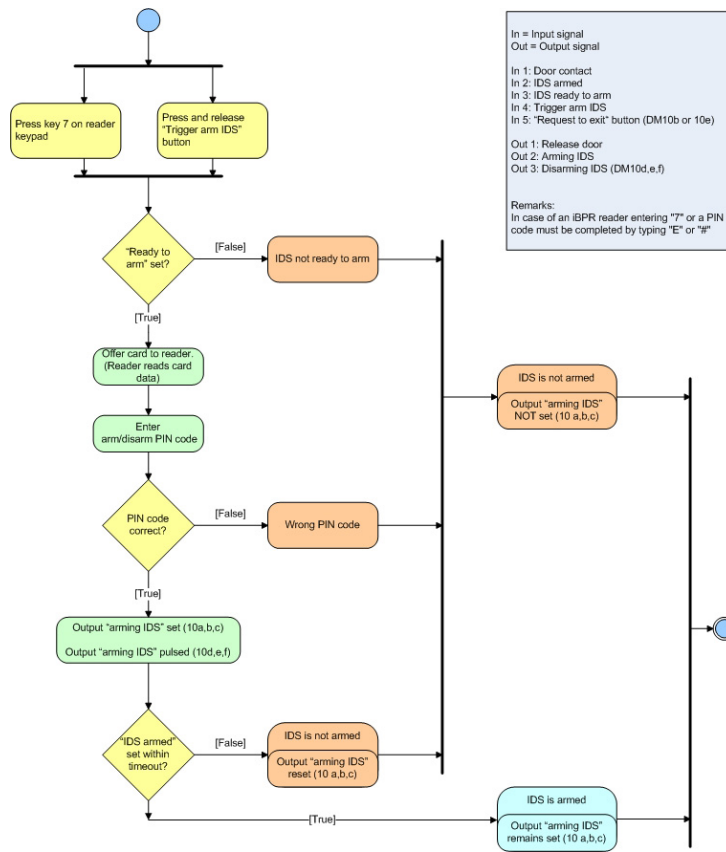 In = Input signal
Out = Output signal
In 1: Door contact
In 2: IDS armed
In 3: IDS ready to arm
In 4: Trigger arm IDS
In 5: “Request to exit“ button (DM10b or 10e)
Out 1: Release door
Out 2: Arming IDS
Out 3: Disarming IDS (DM10d,e,f)
Remarks:
In case of an iBPR reader entering "7" or a PIN
code must be completed by typing "E" or "#"
Press key 7 on reader
keypad
Press and release
"Trigger arm IDS"
button
“Ready to
arm” set?
[False]
IDS not ready to arm
[True]
Offer card to reader.
(Reader reads card
data)
Enter
arm/disarm PIN code
IDS is not armed
Output “arming IDS”
NOT set (10 a,b,c)
PIN code
correct?
[False]
Wrong PIN code
[True]
Output “arming IDS” set (10a,b,c)
Output “arming IDS” pulsed (10d,e,f)
“IDS armed”
set within
timeout?
[False]
IDS is not armed
Output “arming IDS”
reset (10 a,b,c)
[True]
IDS is armed
Output “arming IDS”
remains set (10 a,b,c)